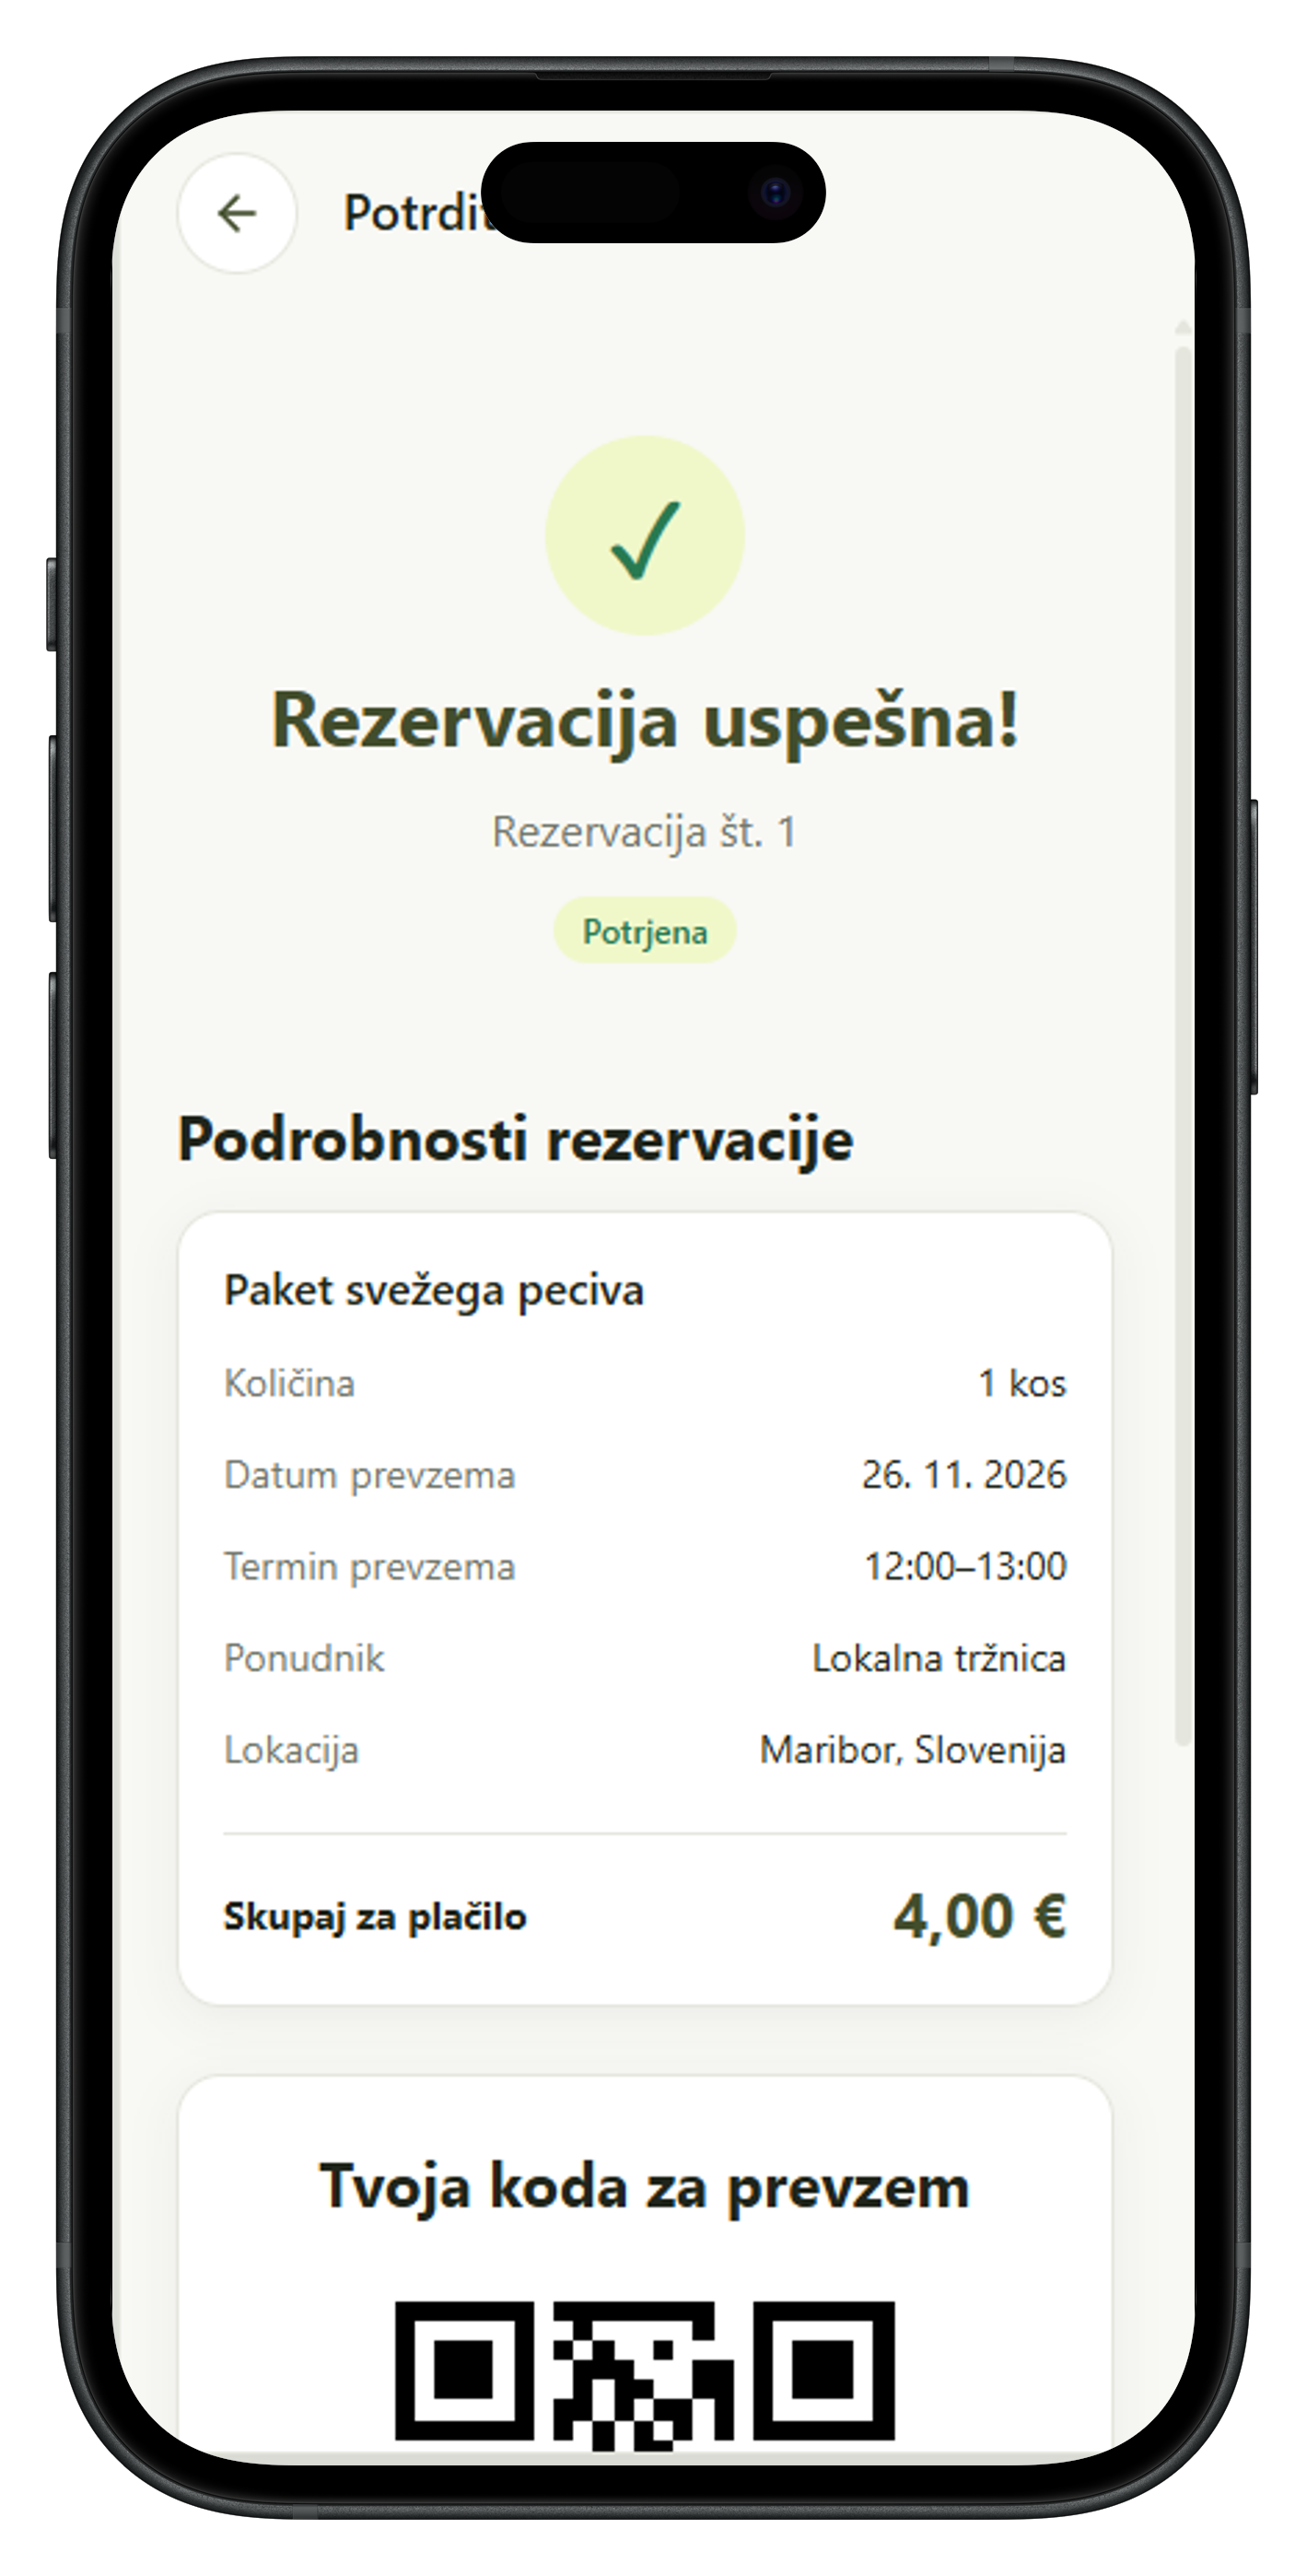 Rezervacija uspešna!
Rezervacija št. 1
Potrjena
Podrobnosti rezervacije
Paket svežega peciva
Količina 1 kos
Datum prevzema 26. 11. 2026
Termin prevzema 12:00–13:00
Ponudnik Lokalna tržnica
Lokacija Maribor, Slovenija
Skupaj za plačilo 4,00 €
Tvoja koda za prevzem